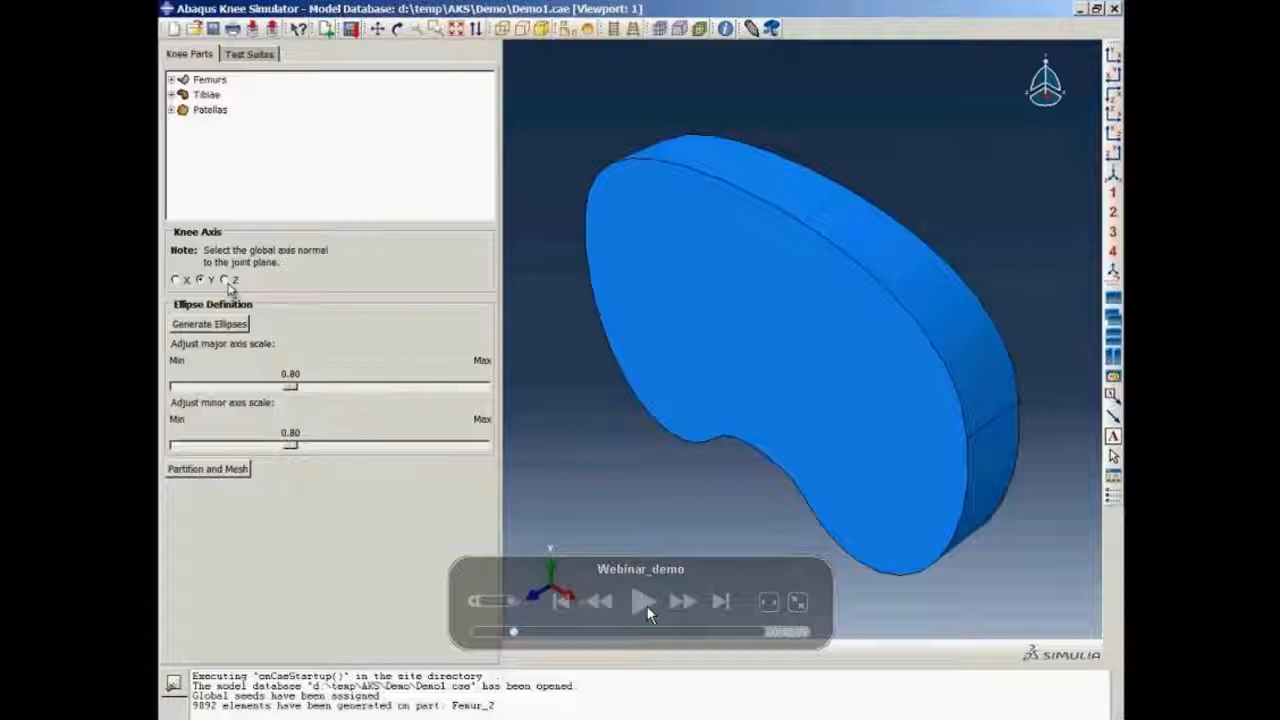 Abaqus Knee Simulator - Model Database: d:\temp\AKS\Demo\Demo1.cae [Viewport: 1]
Knee Parts
Test Suites
Femurs
Tibiae
Patellas
Knee Axis
Note: Select the global axis normal
to the joint plane.
X Y Z
Ellipse Definition
Generate Ellipses
Adjust major axis scale:
Min Max
0.80
Adjust minor axis scale:
Min Max
0.80
Partition and Mesh
1
2
3
4
A
Y
Webinar_demo
SIMULIA
Executing "onCaeStartup()" in the site directory ...
The model database "d:\temp\AKS\Demo\Demo1.cae" has been opened.
Global seeds have been assigned
9892 elements have been generated on part: Femur_2